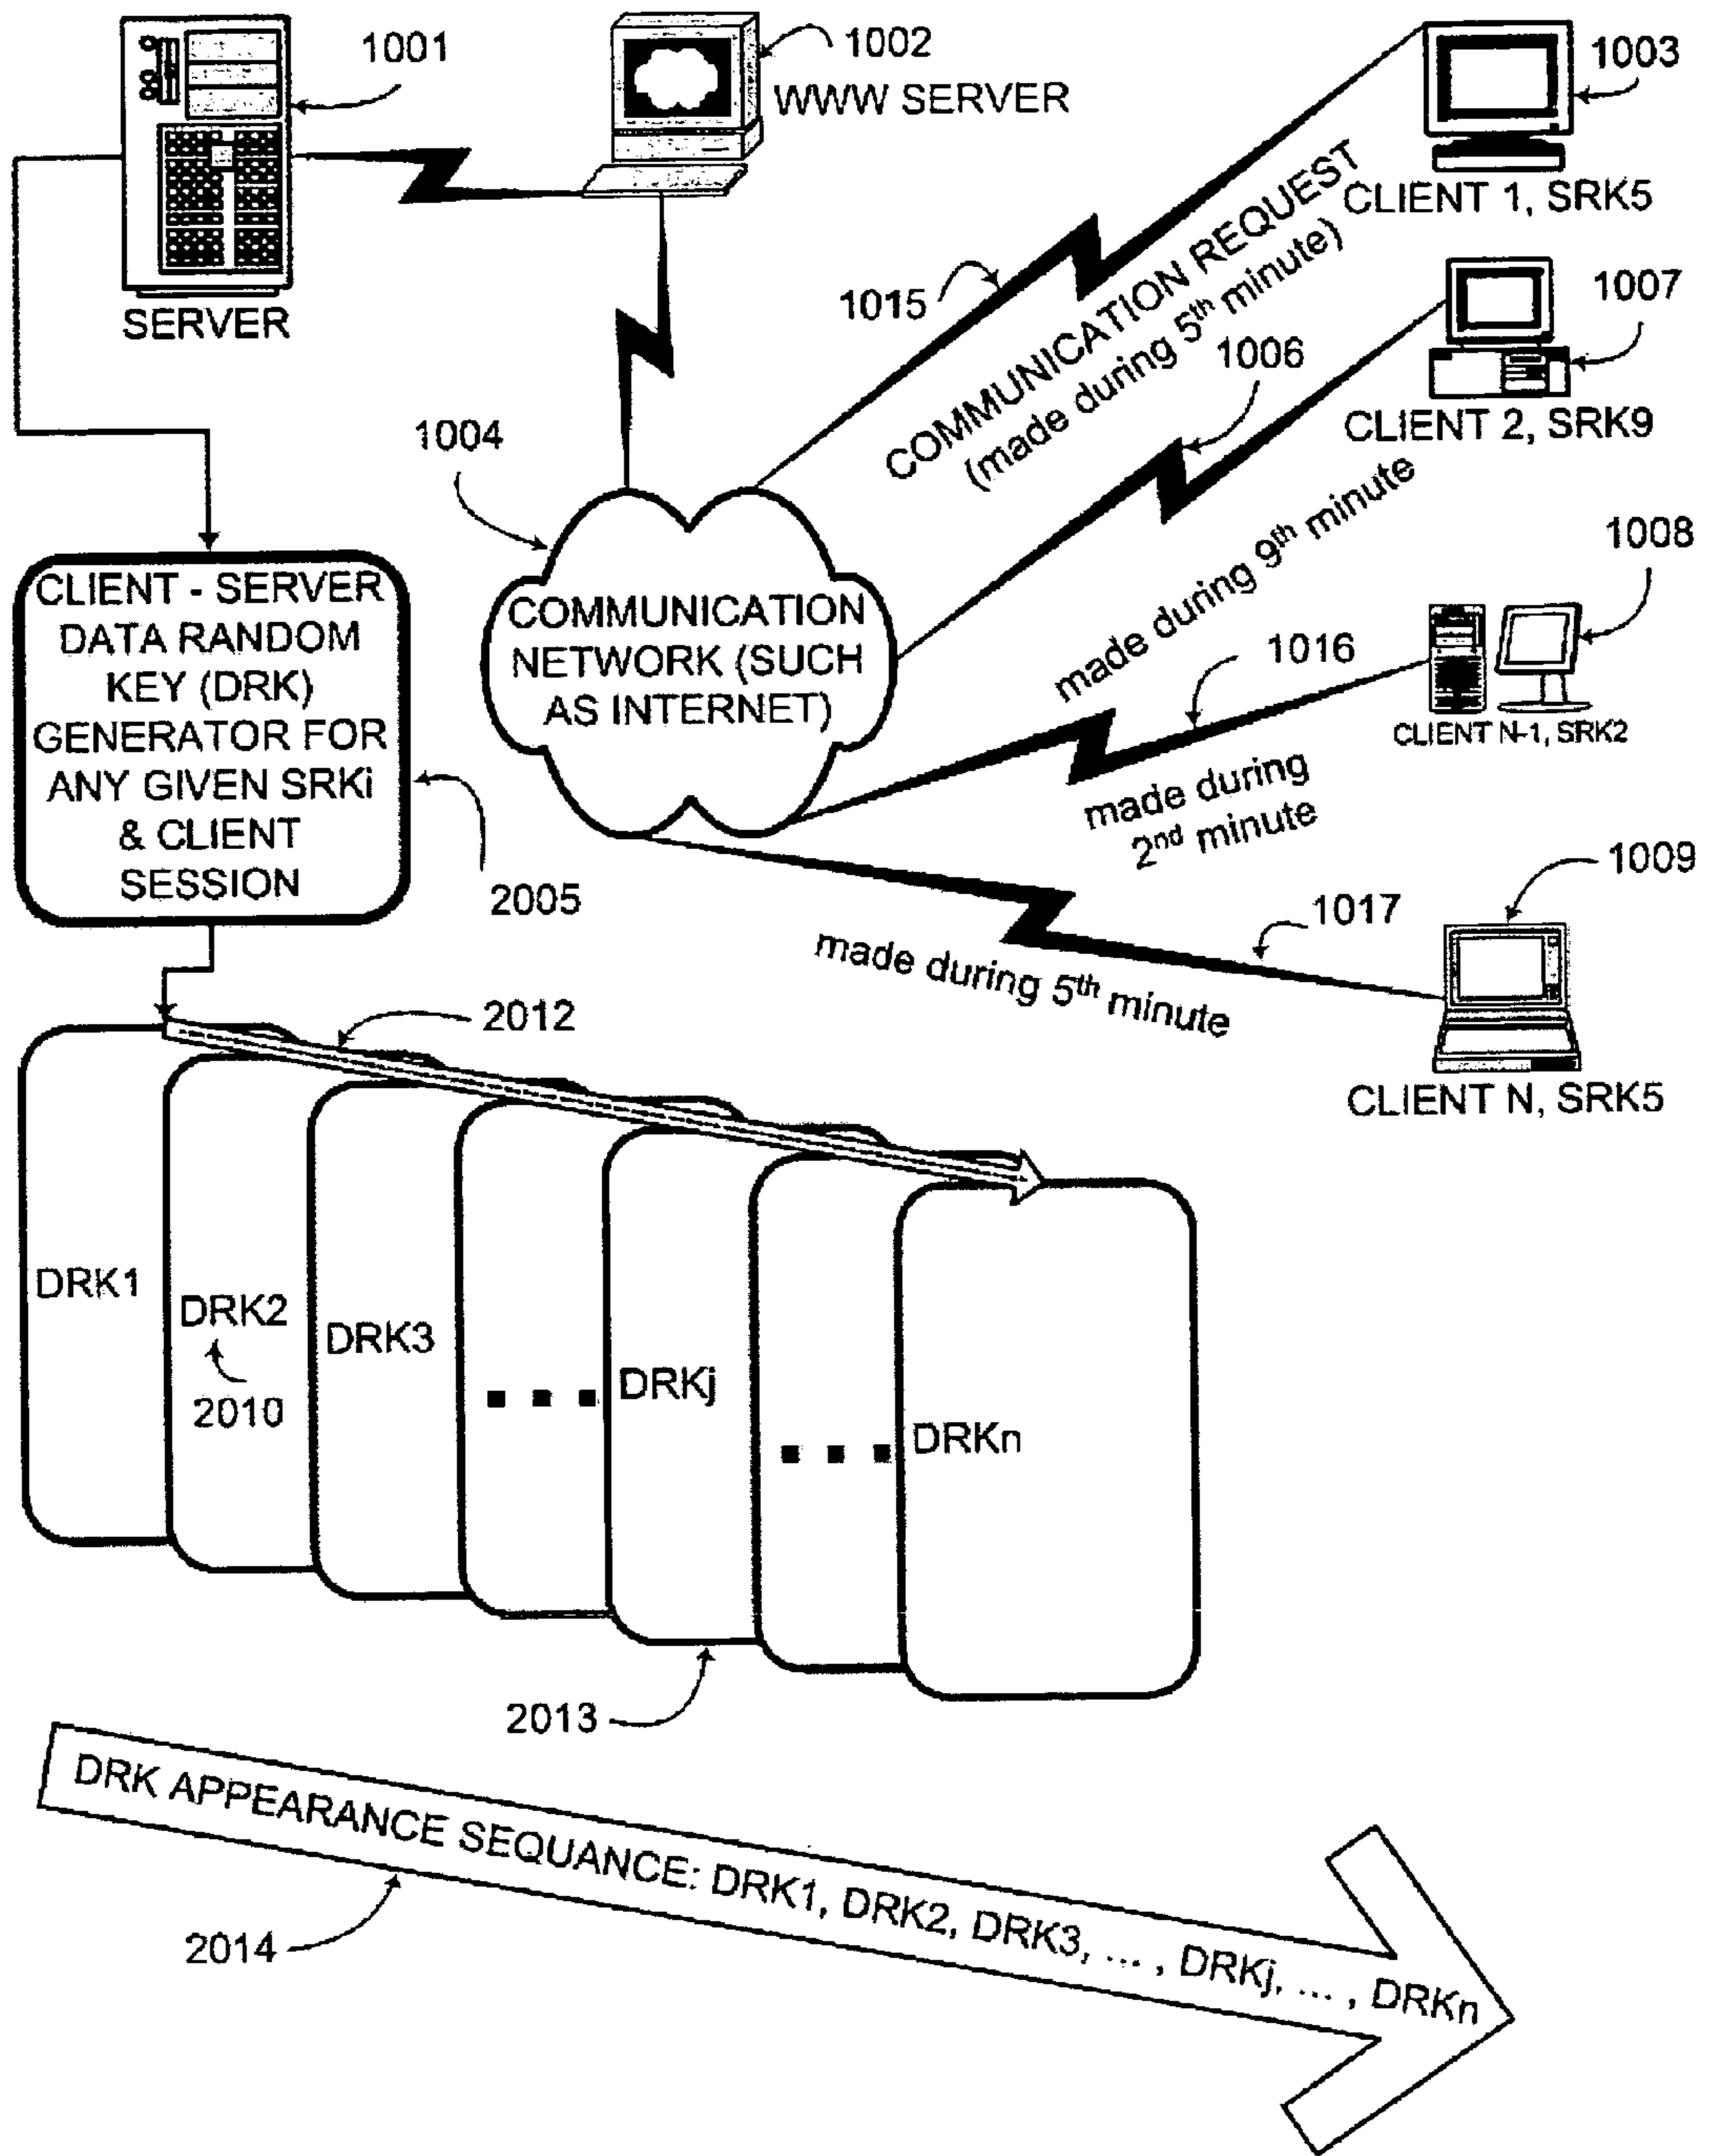 1001
1002
WWW SERVER
1003
CLIENT 1, SRK5
SERVER
1015
COMMUNICATION REQUEST
(made during 5th minute)
1006
1007
CLIENT 2, SRK9
1004
made during 9th minute
1008
CLIENT N-1, SRK2
1016
made during
2nd minute
COMMUNICATION
NETWORK (SUCH
AS INTERNET)
CLIENT - SERVER
DATA RANDOM
KEY (DRK)
GENERATOR FOR
ANY GIVEN SRKi
& CLIENT
SESSION
2005
1009
1017
made during 5th minute
CLIENT N, SRK5
2012
DRK1
DRK2
2010
DRK3
...
DRKj
...
DRKn
2013
DRK APPEARANCE SEQUANCE: DRK1, DRK2, DRK3, ... , DRKj, ... , DRKn
2014